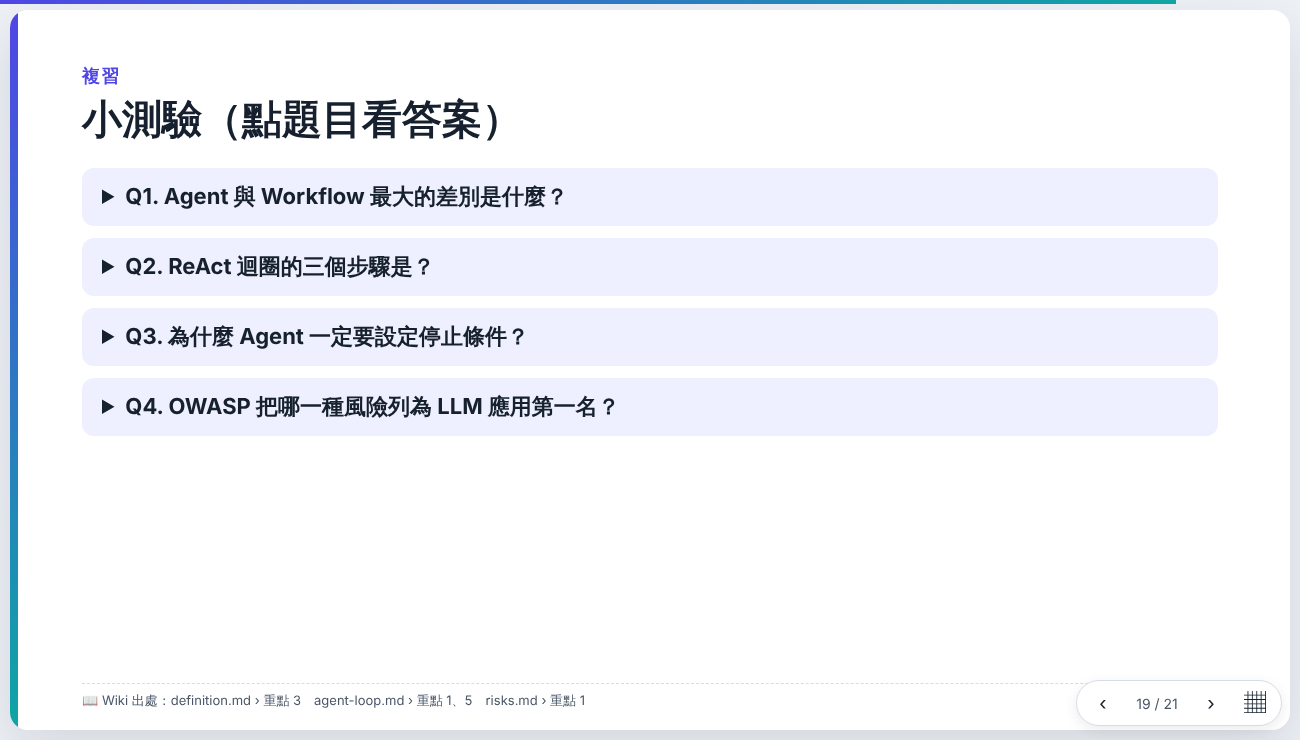 複習
小測驗（點題目看答案）
▶ Q1. Agent 與 Workflow 最大的差別是什麼？
▶ Q2. ReAct 迴圈的三個步驟是？
▶ Q3. 為什麼 Agent 一定要設定停止條件？
▶ Q4. OWASP 把哪一種風險列為 LLM 應用第一名？
📖 Wiki 出處：definition.md › 重點 3 agent-loop.md › 重點 1、5 risks.md › 重點 1
‹ 19 / 21 ›